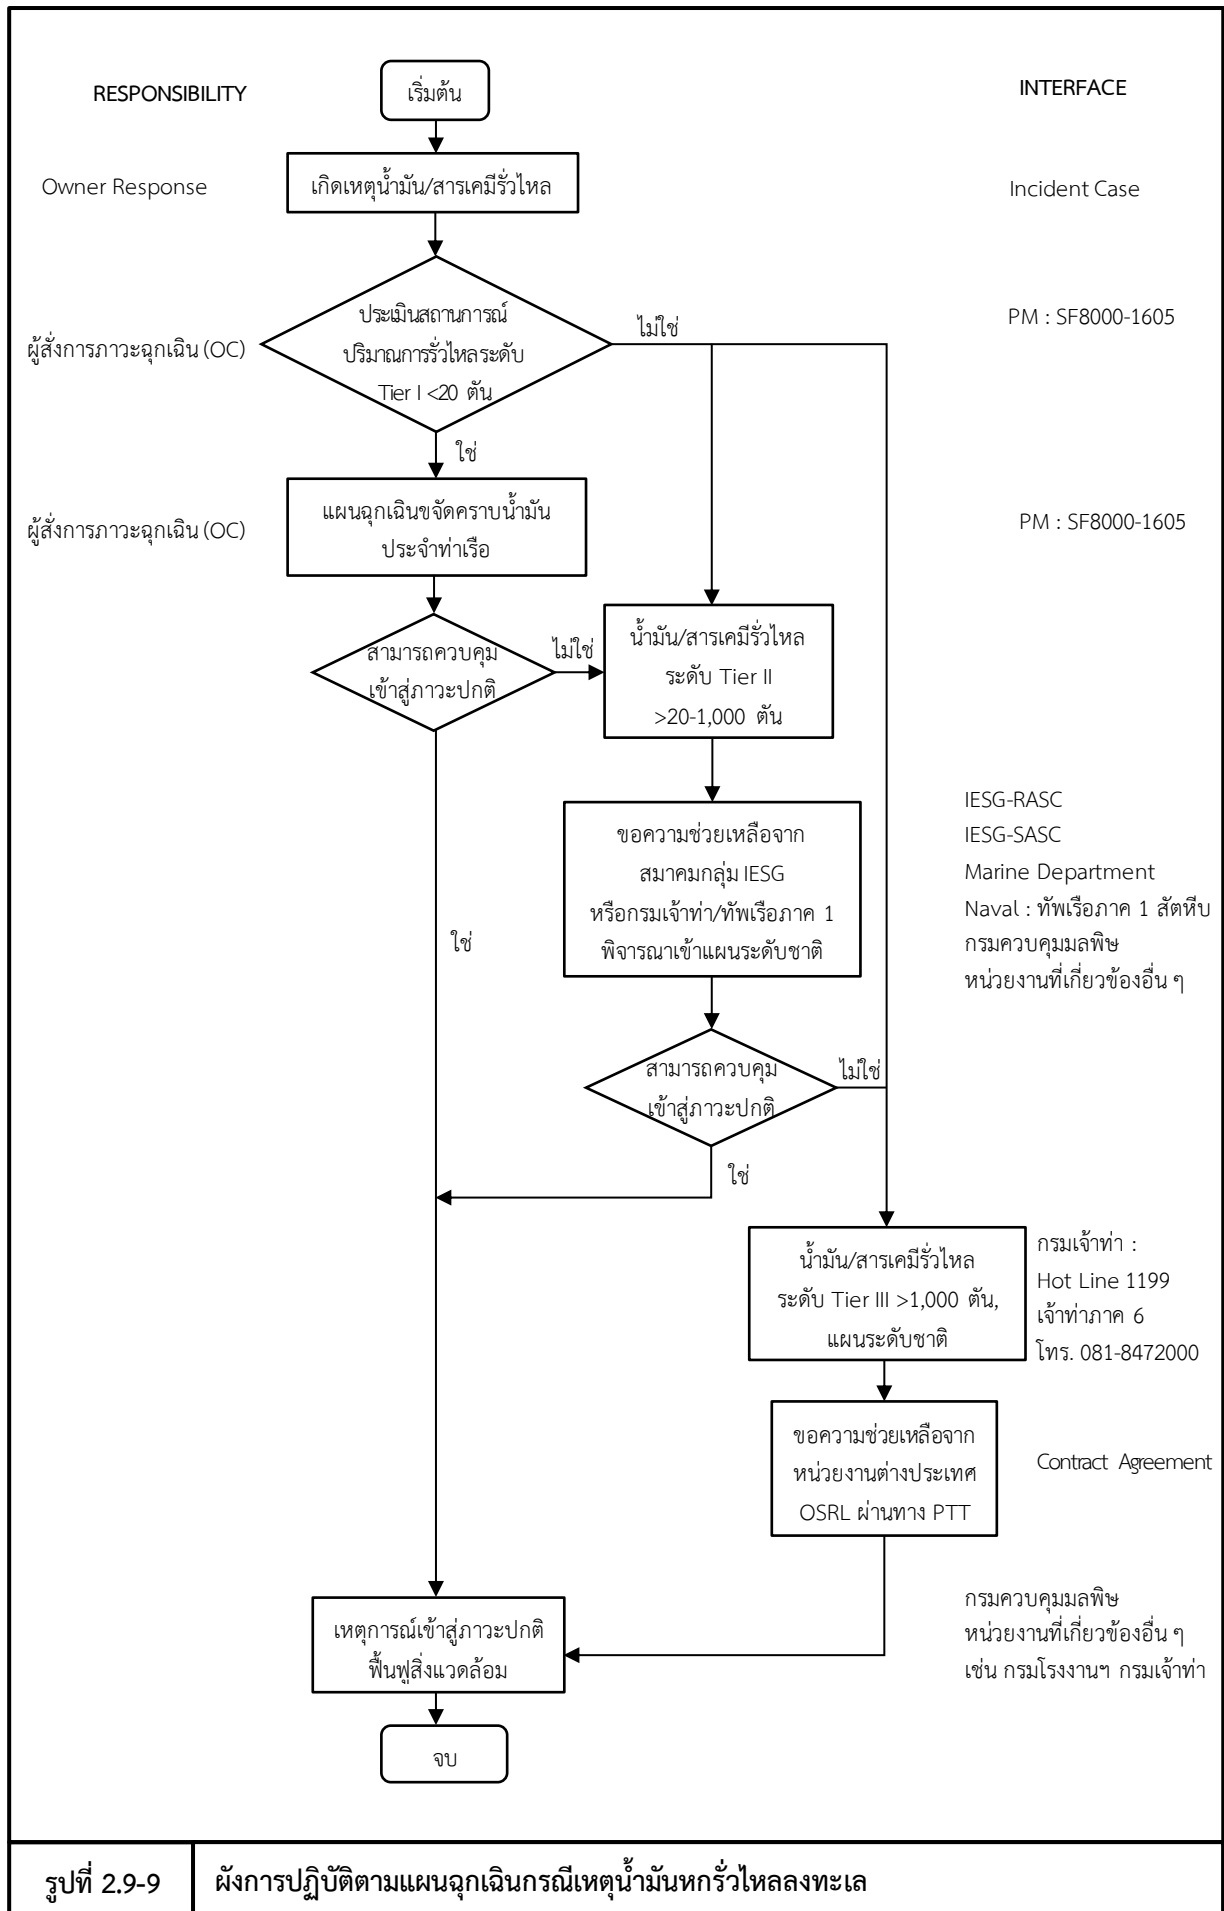 RESPONSIBILITY
เริ่มต้น
INTERFACE
Owner Response
เกิดเหตุน้ำมัน/สารเคมีรั่วไหล
Incident Case
ผู้สั่งการภาวะฉุกเฉิน (OC)
ประเมินสถานการณ์
ปริมาณการรั่วไหลระดับ
Tier I <20 ตัน
ไม่ใช่
PM : SF8000-1605
ใช่
ผู้สั่งการภาวะฉุกเฉิน (OC)
แผนฉุกเฉินขจัดคราบน้ำมัน
ประจำท่าเรือ
PM : SF8000-1605
สามารถควบคุม
เข้าสู่ภาวะปกติ
ไม่ใช่
น้ำมัน/สารเคมีรั่วไหล
ระดับ Tier II
>20-1,000 ตัน
ใช่
ขอความช่วยเหลือจาก
สมาคมกลุ่ม IESG
หรือกรมเจ้าท่า/ทัพเรือภาค 1
พิจารณาเข้าแผนระดับชาติ
IESG-RASC
IESG-SASC
Marine Department
Naval : ทัพเรือภาค 1 สัตหีบ
กรมควบคุมมลพิษ
หน่วยงานที่เกี่ยวข้องอื่น ๆ
สามารถควบคุม
เข้าสู่ภาวะปกติ
ไม่ใช่
ใช่
น้ำมัน/สารเคมีรั่วไหล
ระดับ Tier III >1,000 ตัน,
แผนระดับชาติ
กรมเจ้าท่า :
Hot Line 1199
เจ้าท่าภาค 6
โทร. 081-8472000
ขอความช่วยเหลือจาก
หน่วยงานต่างประเทศ
OSRL ผ่านทาง PTT
Contract Agreement
เหตุการณ์เข้าสู่ภาวะปกติ
ฟื้นฟูสิ่งแวดล้อม
กรมควบคุมมลพิษ
หน่วยงานที่เกี่ยวข้องอื่น ๆ
เช่น กรมโรงงานฯ กรมเจ้าท่า
จบ
รูปที่ 2.9-9
ผังการปฏิบัติตามแผนฉุกเฉินกรณีเหตุน้ำมันหกรั่วไหลลงทะเล